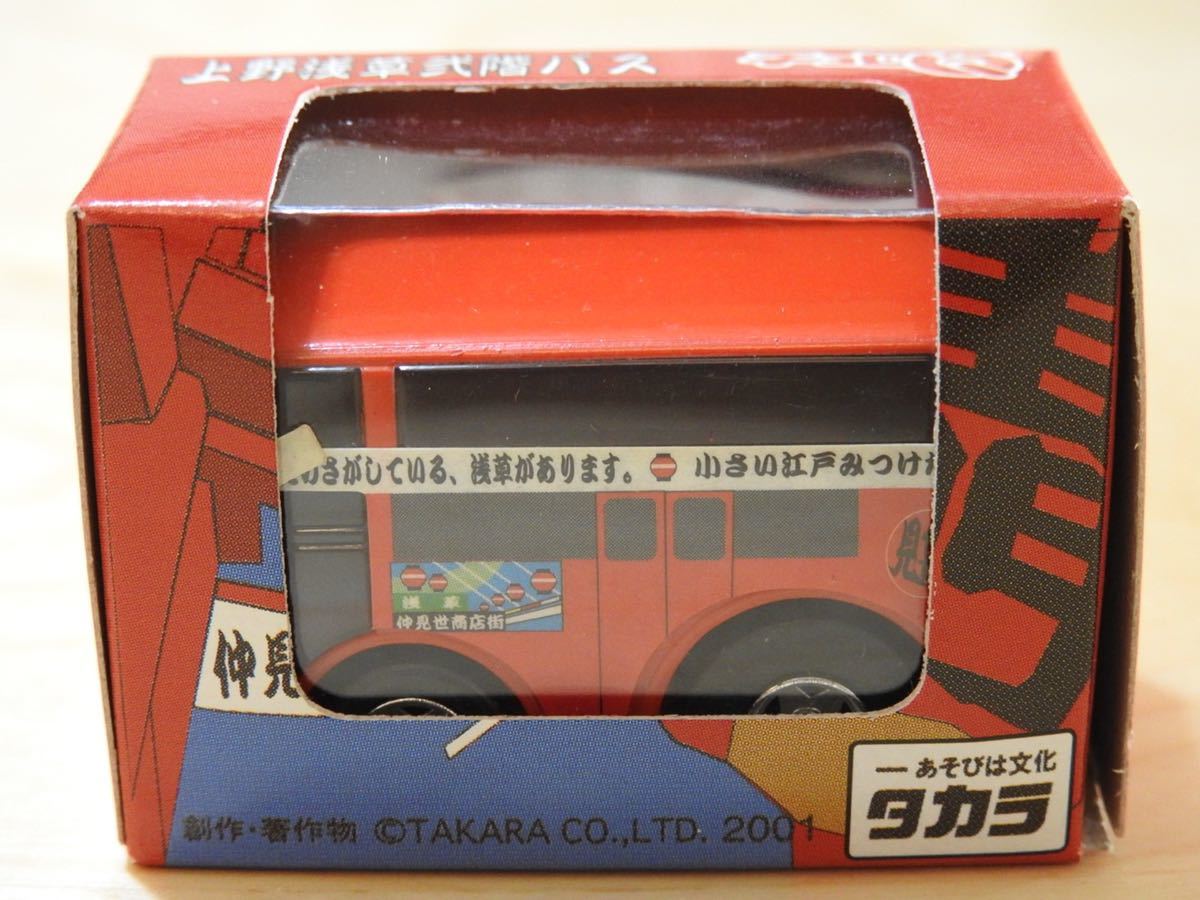 上野浅草弐階バス
さがしている、浅草があります。 小さい江戸みつけ
見
浅草
仲見世商店街
仲見
一 あそびは文化
タカラ
創作・著作物 ©TAKARA CO.,LTD. 2001